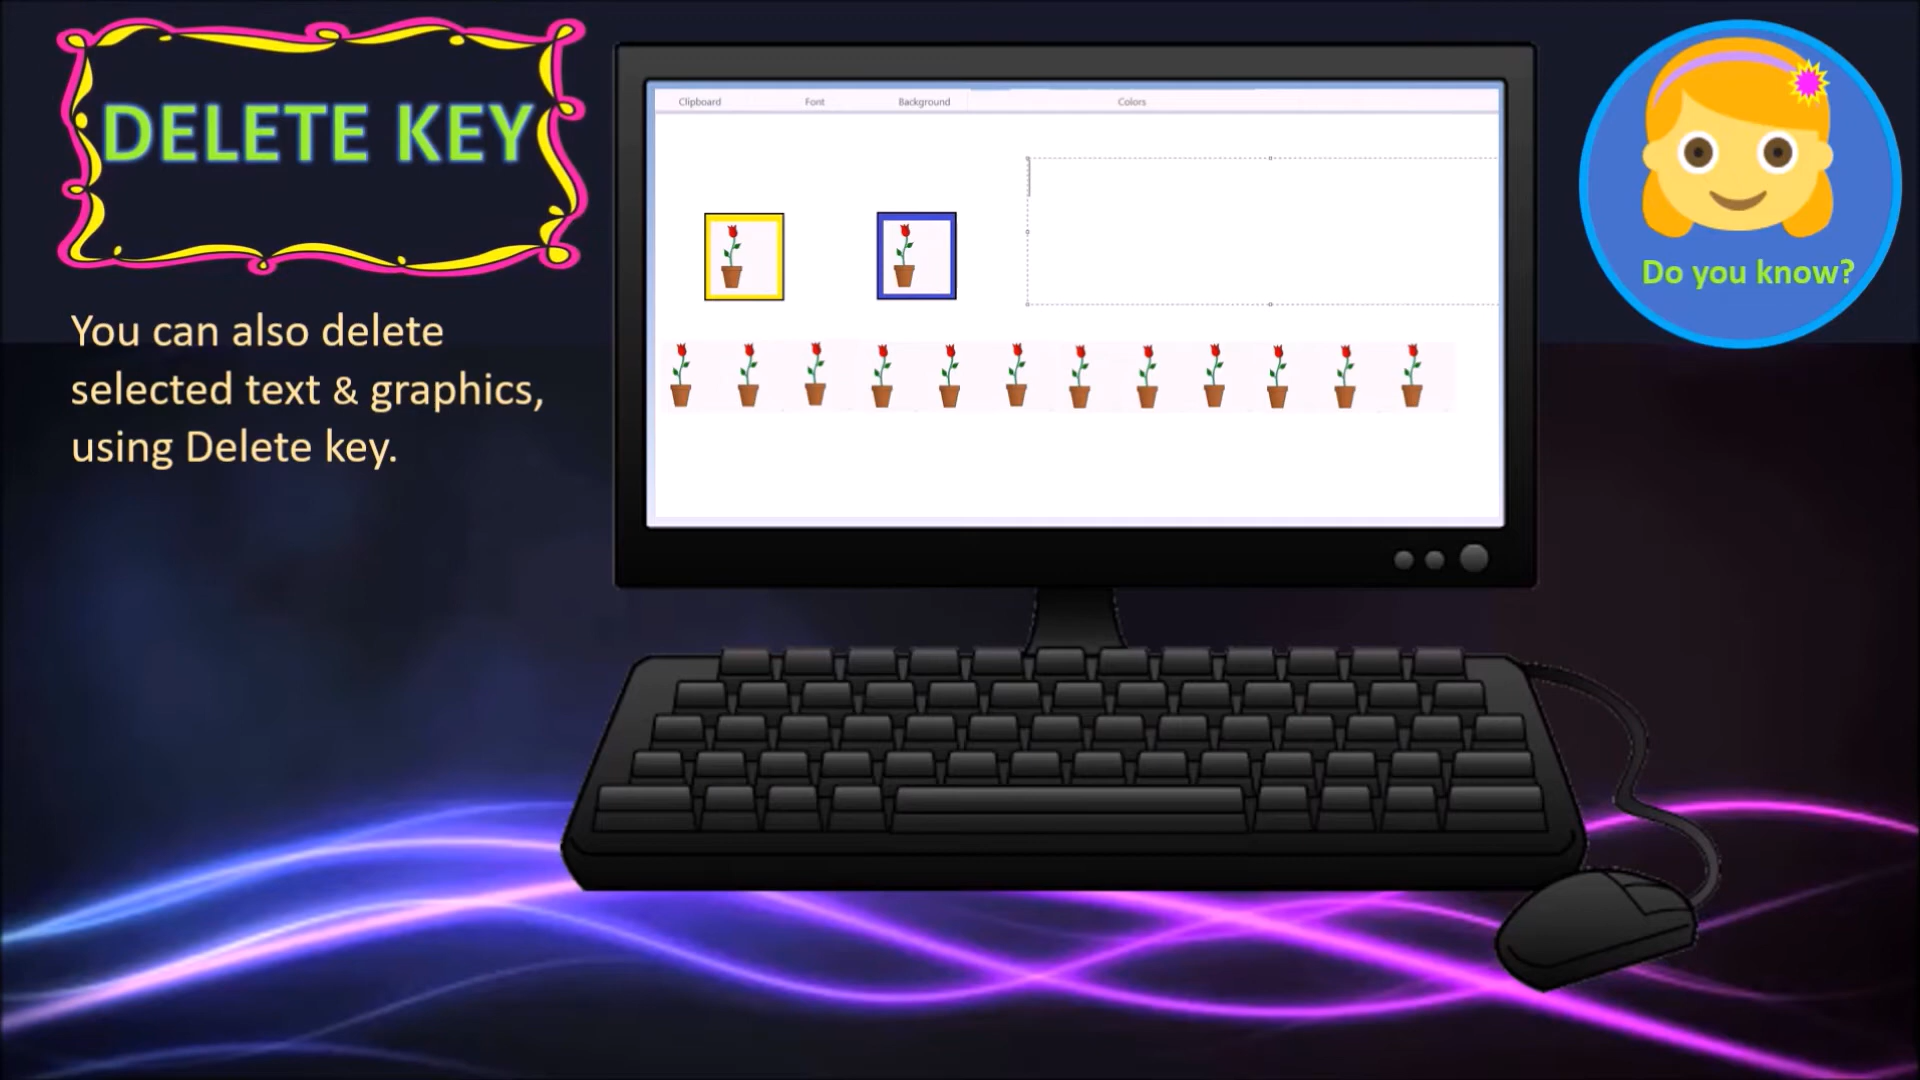 DELETE KEY
You can also delete
selected text & graphics,
using Delete key.
Clipboard Font Background Colors
Do you know?